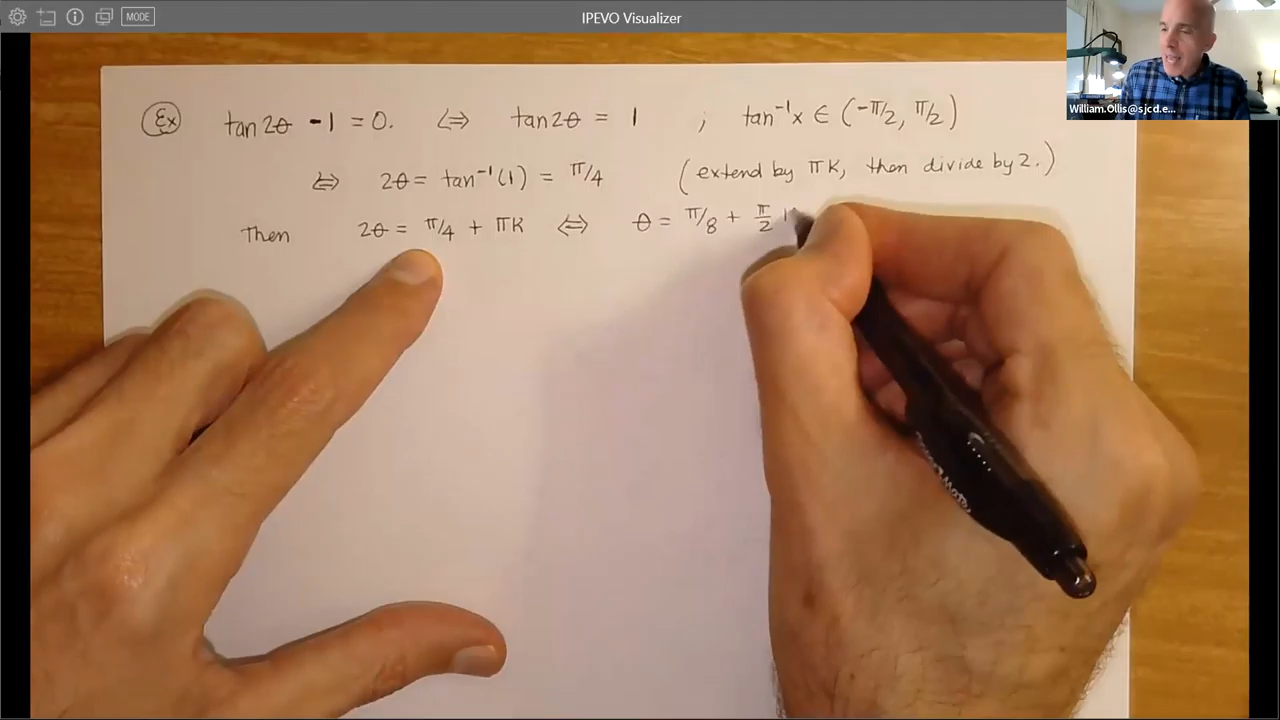 MODE
IPEVO Visualizer
William.Ollis@sjcd.e...
Ex tan2θ -1 = 0. ⇔ tan2θ = 1 ; tan⁻¹x ∈ (-π/2, π/2)
⇔ 2θ = tan⁻¹(1) = π/4 (extend by πK, then divide by 2.)
Then 2θ = π/4 + πK ⇔ θ = π/8 + π/2